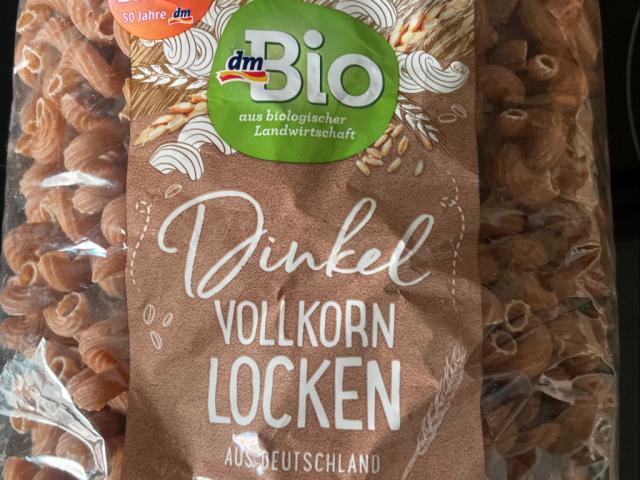 50 Jahre dm
dm Bio
aus biologischer
Landwirtschaft
Dinkel
VOLLKORN
LOCKEN
AUS DEUTSCHLAND